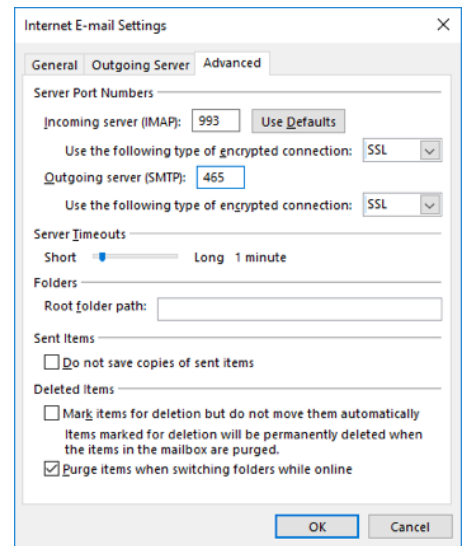 Internet E-mail Settings
General Outgoing Server Advanced
Server Port Numbers
Incoming server (IMAP): 993 Use Defaults
Use the following type of encrypted connection: SSL
Outgoing server (SMTP): 465
Use the following type of encrypted connection: SSL
Server Timeouts
Short Long 1 minute
Folders
Root folder path:
Sent Items
Do not save copies of sent items
Deleted Items
Mark items for deletion but do not move them automatically
Items marked for deletion will be permanently deleted when
the items in the mailbox are purged.
Purge items when switching folders while online
OK Cancel